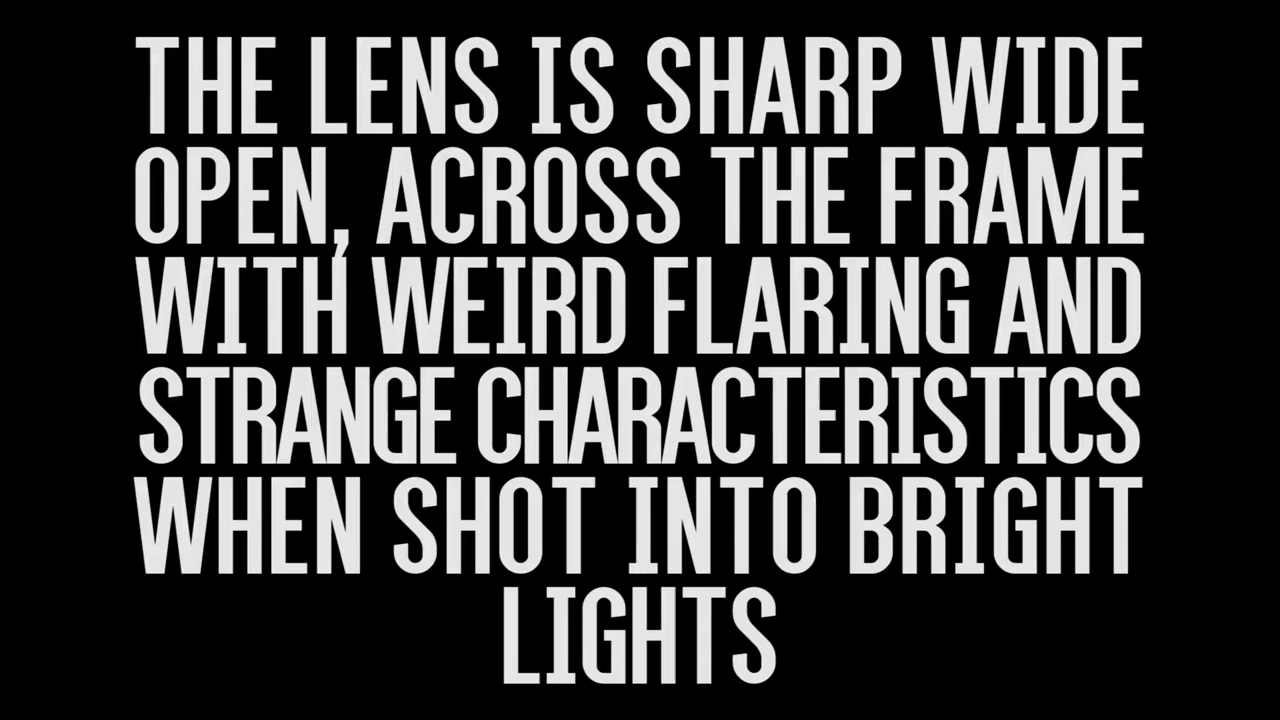 THE LENS IS SHARP WIDE
OPEN, ACROSS THE FRAME
WITH WEIRD FLARING AND
STRANGE CHARACTERISTICS
WHEN SHOT INTO BRIGHT
LIGHTS